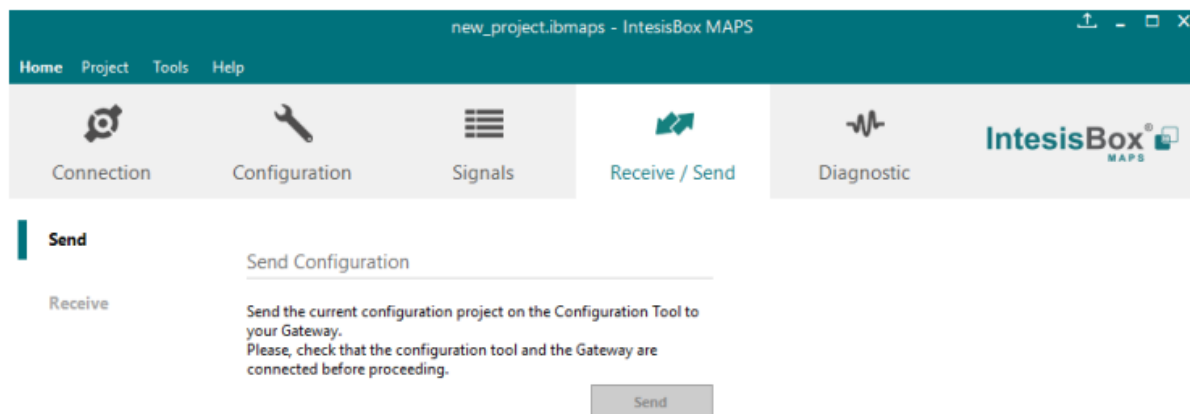 new_project.ibmaps - IntesisBox MAPS
Home Project Tools Help
Connection Configuration Signals Receive / Send Diagnostic
IntesisBox®
MAPS
Send
Send Configuration
Receive
Send the current configuration project on the Configuration Tool to
your Gateway.
Please, check that the configuration tool and the Gateway are
connected before proceeding.
Send